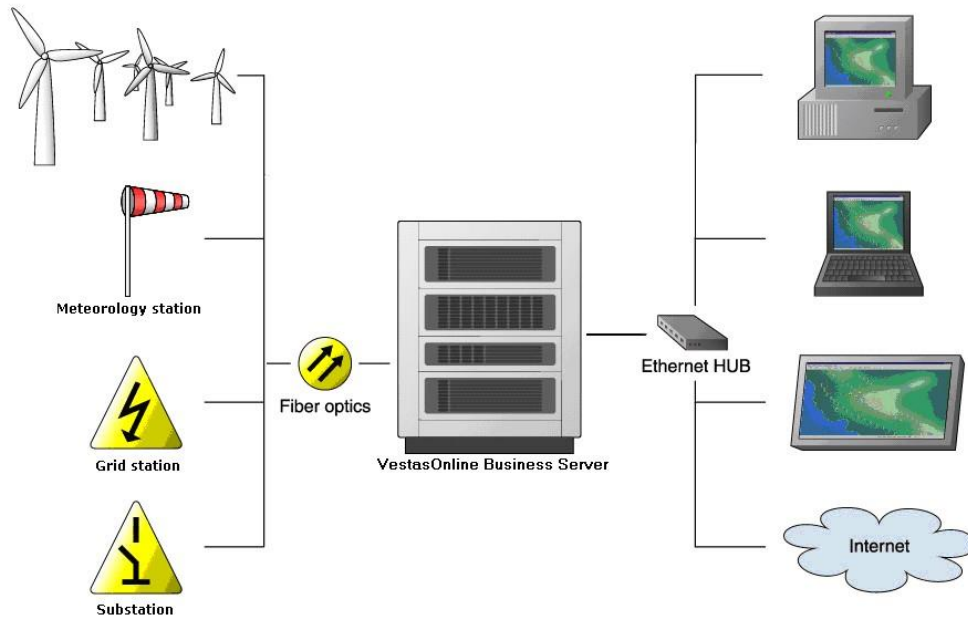 Meteorology station
Fiber optics
Ethernet HUB
Grid station
VestasOnline Business Server
Internet
Substation